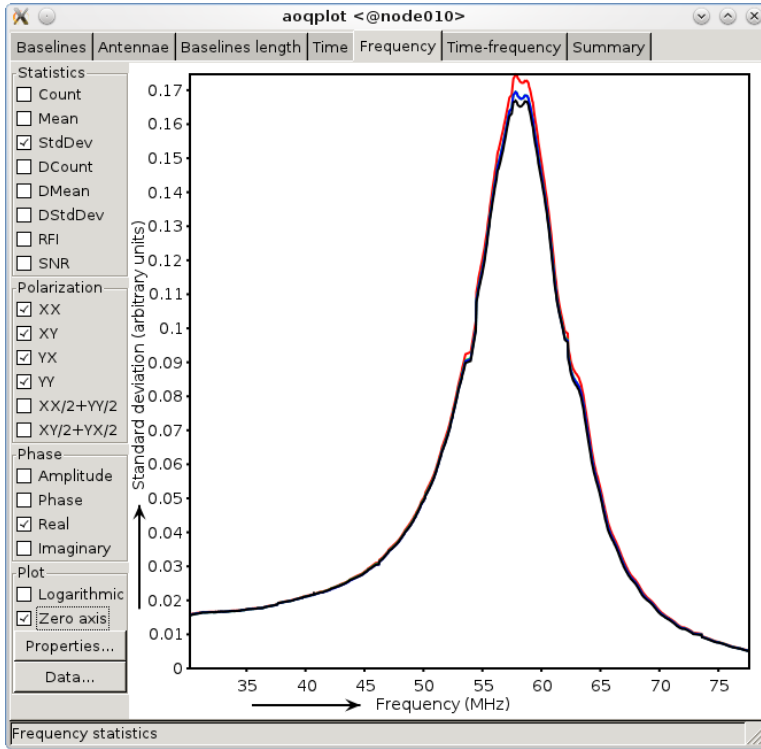 aoqplot <@node010>
Baselines Antennae Baselines length Time Frequency Time-frequency Summary
Statistics
Count
Mean
StdDev
DCount
DMean
DStdDev
RFI
SNR
Polarization
XX
XY
YX
YY
XX/2+YY/2
XY/2+YX/2
Phase
Amplitude
Phase
Real
Imaginary
Plot
Logarithmic
Zero axis
Properties...
Data...
Standard deviation (arbitrary units)
0.17
0.16
0.15
0.14
0.13
0.12
0.11
0.1
0.09
0.08
0.07
0.06
0.05
0.04
0.03
0.02
0.01
0
35 40 45 50 55 60 65 70 75
Frequency (MHz)
Frequency statistics